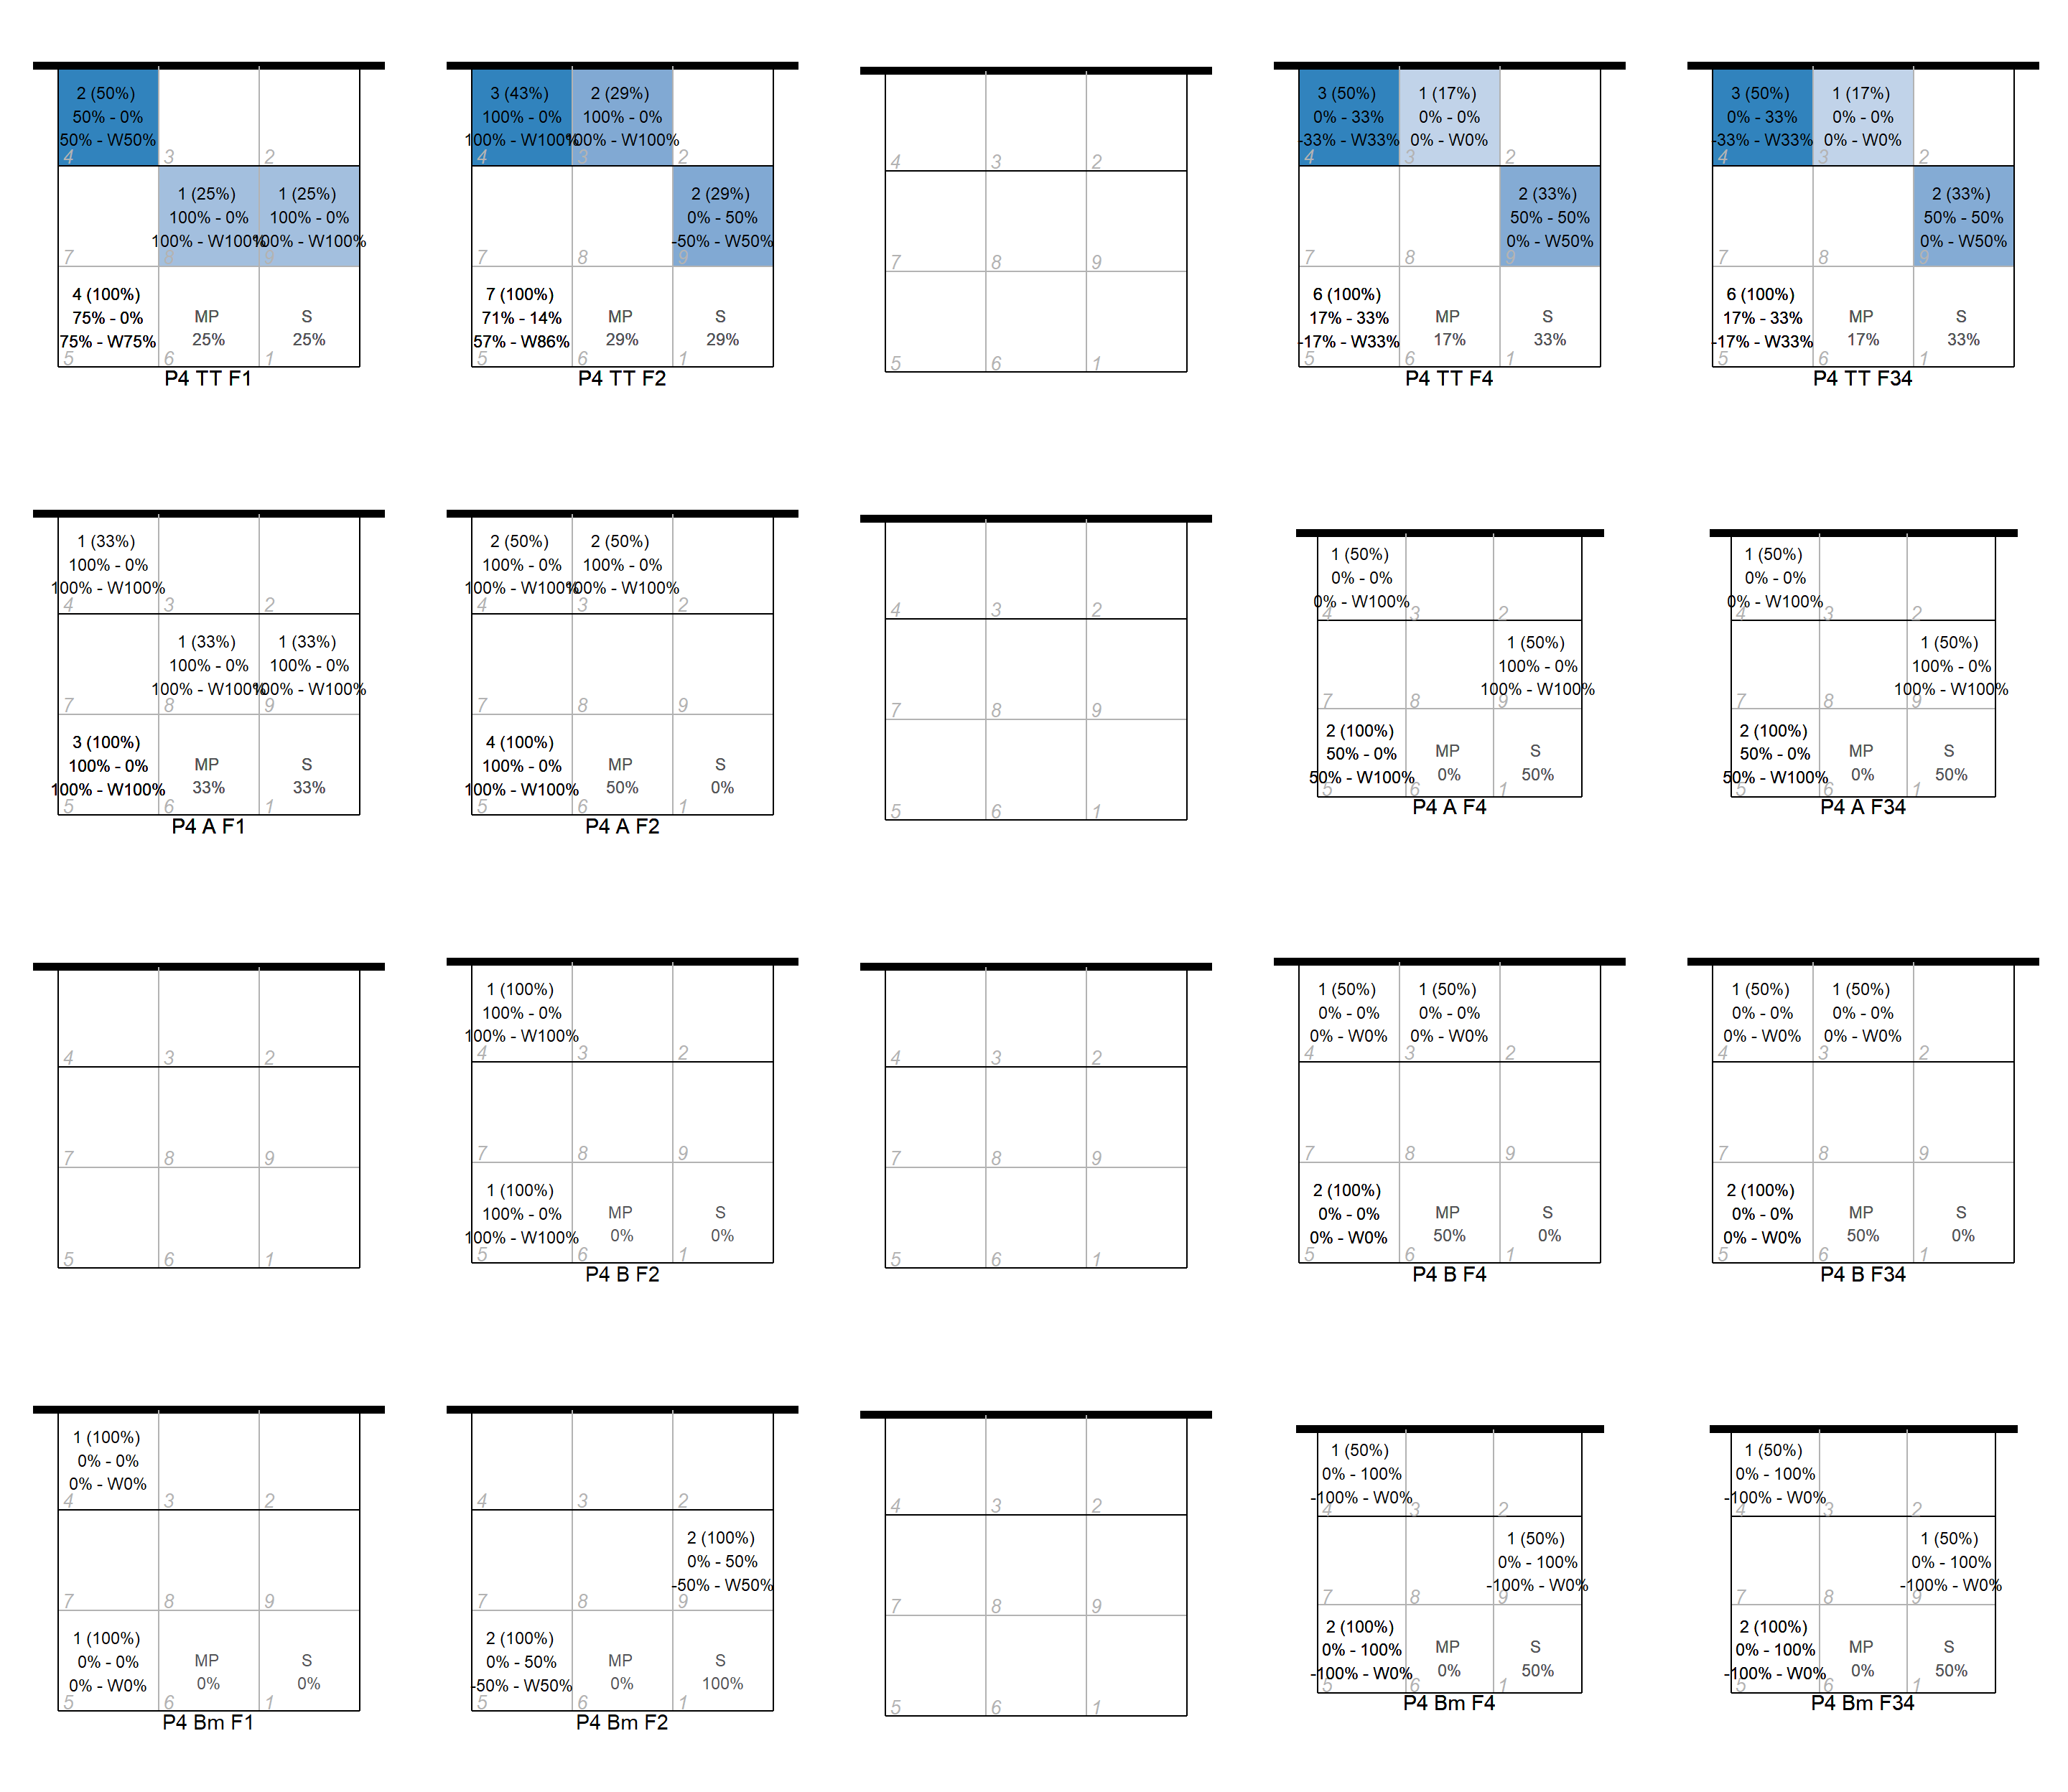 2 (50%)
50% - 0%
50% - W50%
4 3 2
1 (25%) 1 (25%)
100% - 0% 100% - 0%
100% - W100% 100% - W100%
7 8 9
4 (100%)
75% - 0% MP S
75% - W75% 25% 25%
5 6 1
P4 TT F1
3 (43%) 2 (29%)
100% - 0% 100% - 0%
100% - W100% 100% - W100%
4 3 2
2 (29%)
0% - 50%
-50% - W50%
7 8 9
7 (100%)
71% - 14% MP S
57% - W86% 29% 29%
5 6 1
P4 TT F2
4 3 2
7 8 9
5 6 1
3 (50%) 1 (17%)
0% - 33% 0% - 0%
-33% - W33% 0% - W0%
4 3 2
2 (33%)
50% - 50%
0% - W50%
7 8 9
6 (100%)
17% - 33% MP S
-17% - W33% 17% 33%
5 6 1
P4 TT F4
3 (50%) 1 (17%)
0% - 33% 0% - 0%
-33% - W33% 0% - W0%
4 3 2
2 (33%)
50% - 50%
0% - W50%
7 8 9
6 (100%)
17% - 33% MP S
-17% - W33% 17% 33%
5 6 1
P4 TT F34
1 (33%)
100% - 0%
100% - W100%
4 3 2
1 (33%) 1 (33%)
100% - 0% 100% - 0%
100% - W100% 100% - W100%
7 8 9
3 (100%)
100% - 0% MP S
100% - W100% 33% 33%
5 6 1
P4 A F1
2 (50%) 2 (50%)
100% - 0% 100% - 0%
100% - W100% 100% - W100%
4 3 2
7 8 9
4 (100%)
100% - 0% MP S
100% - W100% 50% 0%
5 6 1
P4 A F2
4 3 2
7 8 9
5 6 1
1 (50%)
0% - 0%
0% - W100%
4 3 2
1 (50%)
100% - 0%
100% - W100%
7 8 9
2 (100%)
50% - 0% MP S
50% - W100% 0% 50%
5 6 1
P4 A F4
1 (50%)
0% - 0%
0% - W100%
4 3 2
1 (50%)
100% - 0%
100% - W100%
7 8 9
2 (100%)
50% - 0% MP S
50% - W100% 0% 50%
5 6 1
P4 A F34
4 3 2
7 8 9
5 6 1
1 (100%)
100% - 0%
100% - W100%
4 3 2
7 8 9
1 (100%)
100% - 0% MP S
100% - W100% 0% 0%
5 6 1
P4 B F2
4 3 2
7 8 9
5 6 1
1 (50%) 1 (50%)
0% - 0% 0% - 0%
0% - W0% 0% - W0%
4 3 2
7 8 9
2 (100%)
0% - 0% MP S
0% - W0% 50% 0%
5 6 1
P4 B F4
1 (50%) 1 (50%)
0% - 0% 0% - 0%
0% - W0% 0% - W0%
4 3 2
7 8 9
2 (100%)
0% - 0% MP S
0% - W0% 50% 0%
5 6 1
P4 B F34
1 (100%)
0% - 0%
0% - W0%
4 3 2
7 8 9
1 (100%)
0% - 0% MP S
0% - W0% 0% 0%
5 6 1
P4 Bm F1
4 3 2
2 (100%)
0% - 50%
-50% - W50%
7 8 9
2 (100%)
0% - 50% MP S
-50% - W50% 0% 100%
5 6 1
P4 Bm F2
4 3 2
7 8 9
5 6 1
1 (50%)
0% - 100%
-100% - W0%
4 3 2
1 (50%)
0% - 100%
-100% - W0%
7 8 9
2 (100%)
0% - 100% MP S
-100% - W0% 0% 50%
5 6 1
P4 Bm F4
1 (50%)
0% - 100%
-100% - W0%
4 3 2
1 (50%)
0% - 100%
-100% - W0%
7 8 9
2 (100%)
0% - 100% MP S
-100% - W0% 0% 50%
5 6 1
P4 Bm F34